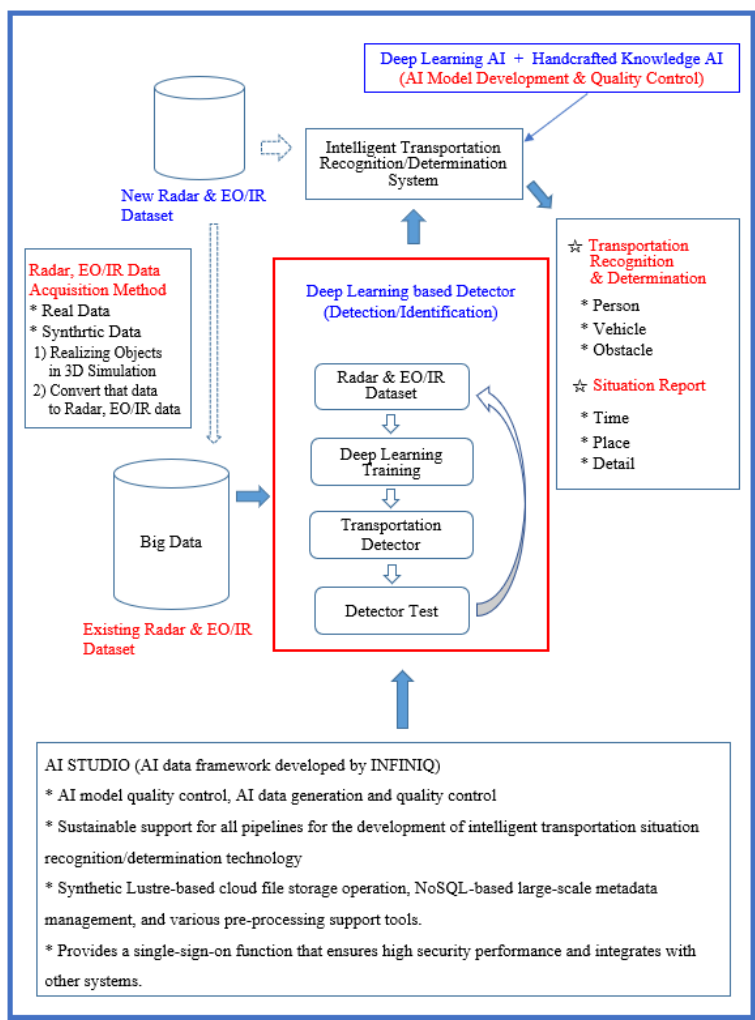 Deep Learning AI + Handcrafted Knowledge AI
(AI Model Development & Quality Control)
Intelligent Transportation
Recognition/Determination
System
New Radar & EO/IR
Dataset
Radar, EO/IR Data
Acquisition Method
* Real Data
* Synthrtic Data
1) Realizing Objects
in 3D Simulation
2) Convert that data
to Radar, EO/IR data
Deep Learning based Detector
(Detection/Identification)
Radar & EO/IR
Dataset
Deep Learning
Training
Transportation
Detector
Detector Test
☆ Transportation
Recognition
& Determination
* Person
* Vehicle
* Obstacle
☆ Situation Report
* Time
* Place
* Detail
Big Data
Existing Radar & EO/IR
Dataset
AI STUDIO (AI data framework developed by INFINIQ)
* AI model quality control, AI data generation and quality control
* Sustainable support for all pipelines for the development of intelligent transportation situation
recognition/determination technology
* Synthetic Lustre-based cloud file storage operation, NoSQL-based large-scale metadata
management, and various pre-processing support tools.
* Provides a single-sign-on function that ensures high security performance and integrates with
other systems.